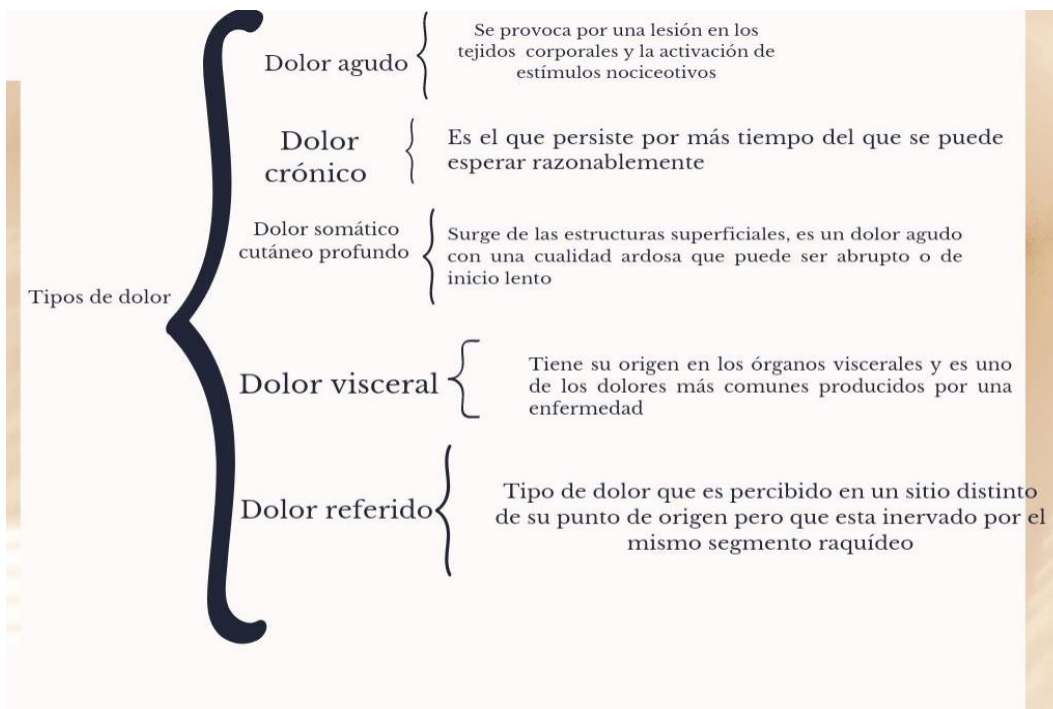 Tipos de dolor
Dolor agudo
Se provoca por una lesión en los
tejidos corporales y la activación de
estímulos nociceotivos
Dolor
crónico
Es el que persiste por más tiempo del que se puede
esperar razonablemente
Dolor somático
cutáneo profundo
Surge de las estructuras superficiales, es un dolor agudo
con una cualidad ardosa que puede ser abrupto o de
inicio lento
Dolor visceral
Tiene su origen en los órganos viscerales y es uno
de los dolores más comunes producidos por una
enfermedad
Dolor referido
Tipo de dolor que es percibido en un sitio distinto
de su punto de origen pero que esta inervado por el
mismo segmento raquídeo